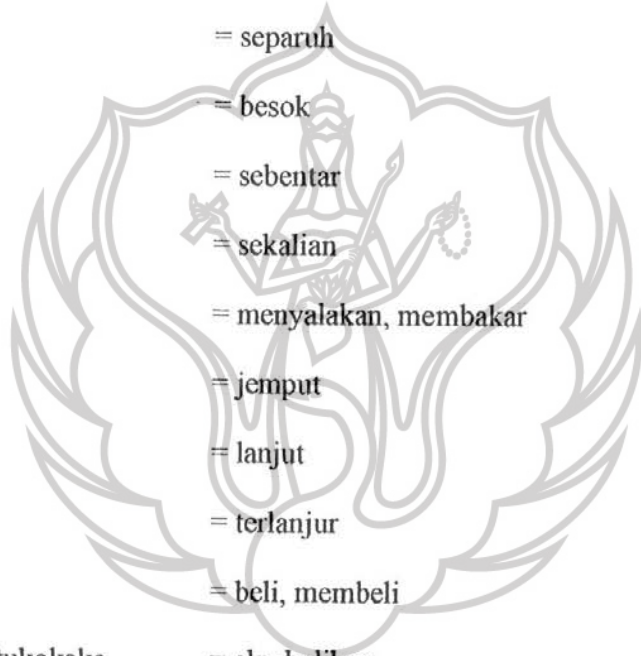 = separuh
= besok
= sebentar
= sekalian
= menyalakan, membakar
= jemput
= lanjut
= terlanjur
= beli, membeli